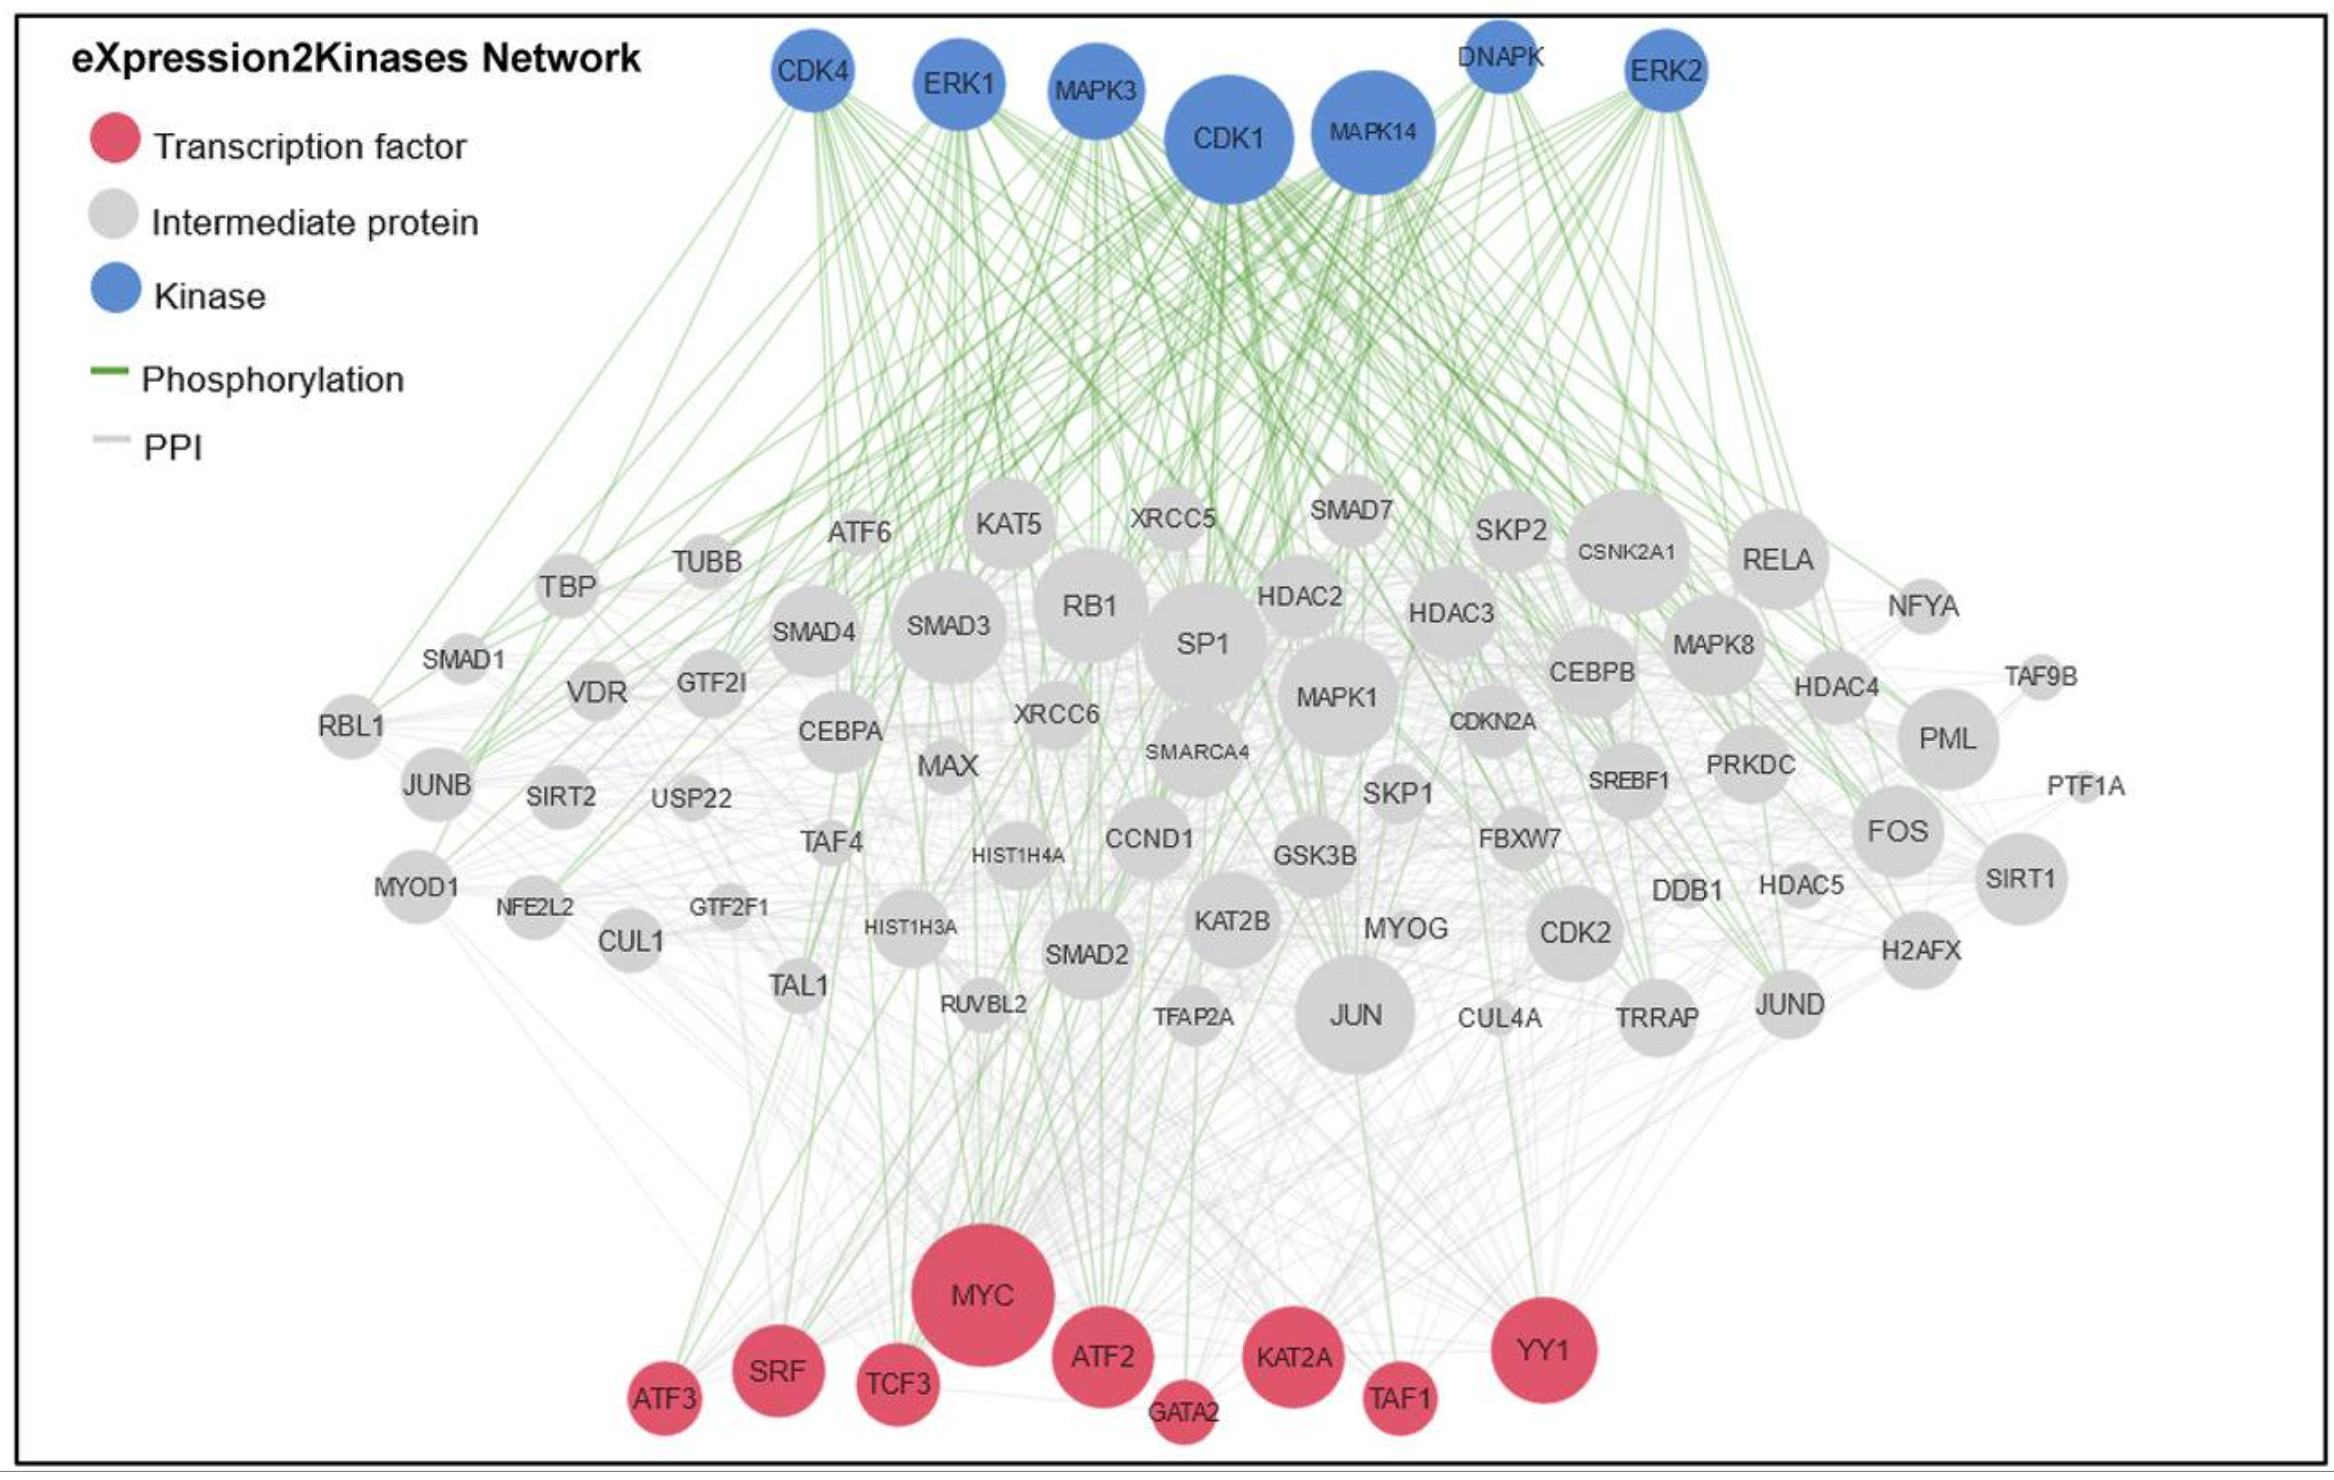 eXpression2Kinases Network
Transcription factor
Intermediate protein
Kinase
Phosphorylation
PPI
CDK4
ERK1
MAPK3
CDK1
MAPK14
DNAPK
ERK2
ATF6
KAT5
XRCC5
SMAD7
SKP2
CSNK2A1
RELA
TBP
TUBB
SMAD4
SMAD3
RB1
SP1
HDAC2
HDAC3
NFYA
SMAD1
VDR
GTF2I
CEBPA
XRCC6
MAPK1
CDKN2A
CEBPB
MAPK8
HDAC4
TAF9B
RBL1
JUNB
SIRT2
USP22
MAX
SMARCA4
SKP1
SREBF1
PRKDC
PML
PTF1A
TAF4
HIST1H4A
CCND1
GSK3B
FBXW7
FOS
MYOD1
NFE2L2
GTF2F1
CUL1
HIST1H3A
SMAD2
KAT2B
MYOG
CDK2
DDB1
HDAC5
SIRT1
H2AFX
TAL1
RUVBL2
TFAP2A
JUN
CUL4A
TRRAP
JUND
MYC
ATF3
SRF
TCF3
ATF2
GATA2
KAT2A
TAF1
YY1